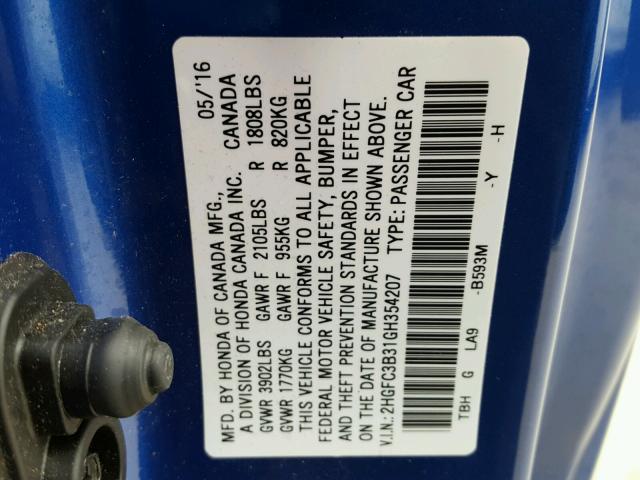 05/'16
MFD. BY HONDA OF CANADA MFG.,
A DIVISION OF HONDA CANADA INC. CANADA
GVWR 3902LBS GAWR F 2105LBS R 1808LBS
GVWR 1770KG GAWR F 955KG R 820KG
THIS VEHICLE CONFORMS TO ALL APPLICABLE
FEDERAL MOTOR VEHICLE SAFETY, BUMPER,
AND THEFT PREVENTION STANDARDS IN EFFECT
ON THE DATE OF MANUFACTURE SHOWN ABOVE.
V.I.N.: 2HGFC3B31GH354207 TYPE: PASSENGER CAR
TBH G LA9 -B593M -Y -H